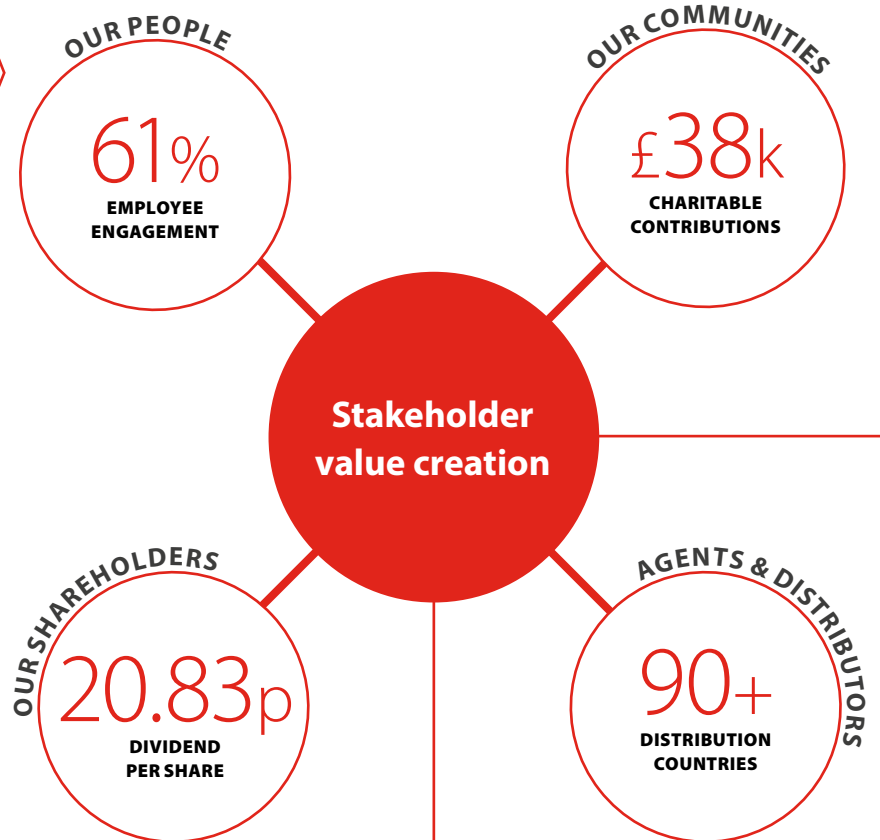 OUR PEOPLE
61%
EMPLOYEE
ENGAGEMENT
OUR COMMUNITIES
£38k
CHARITABLE
CONTRIBUTIONS
Stakeholder
value creation
OUR SHAREHOLDERS
20.83p
DIVIDEND
PER SHARE
AGENTS & DISTRIBUTORS
90+
DISTRIBUTION
COUNTRIES